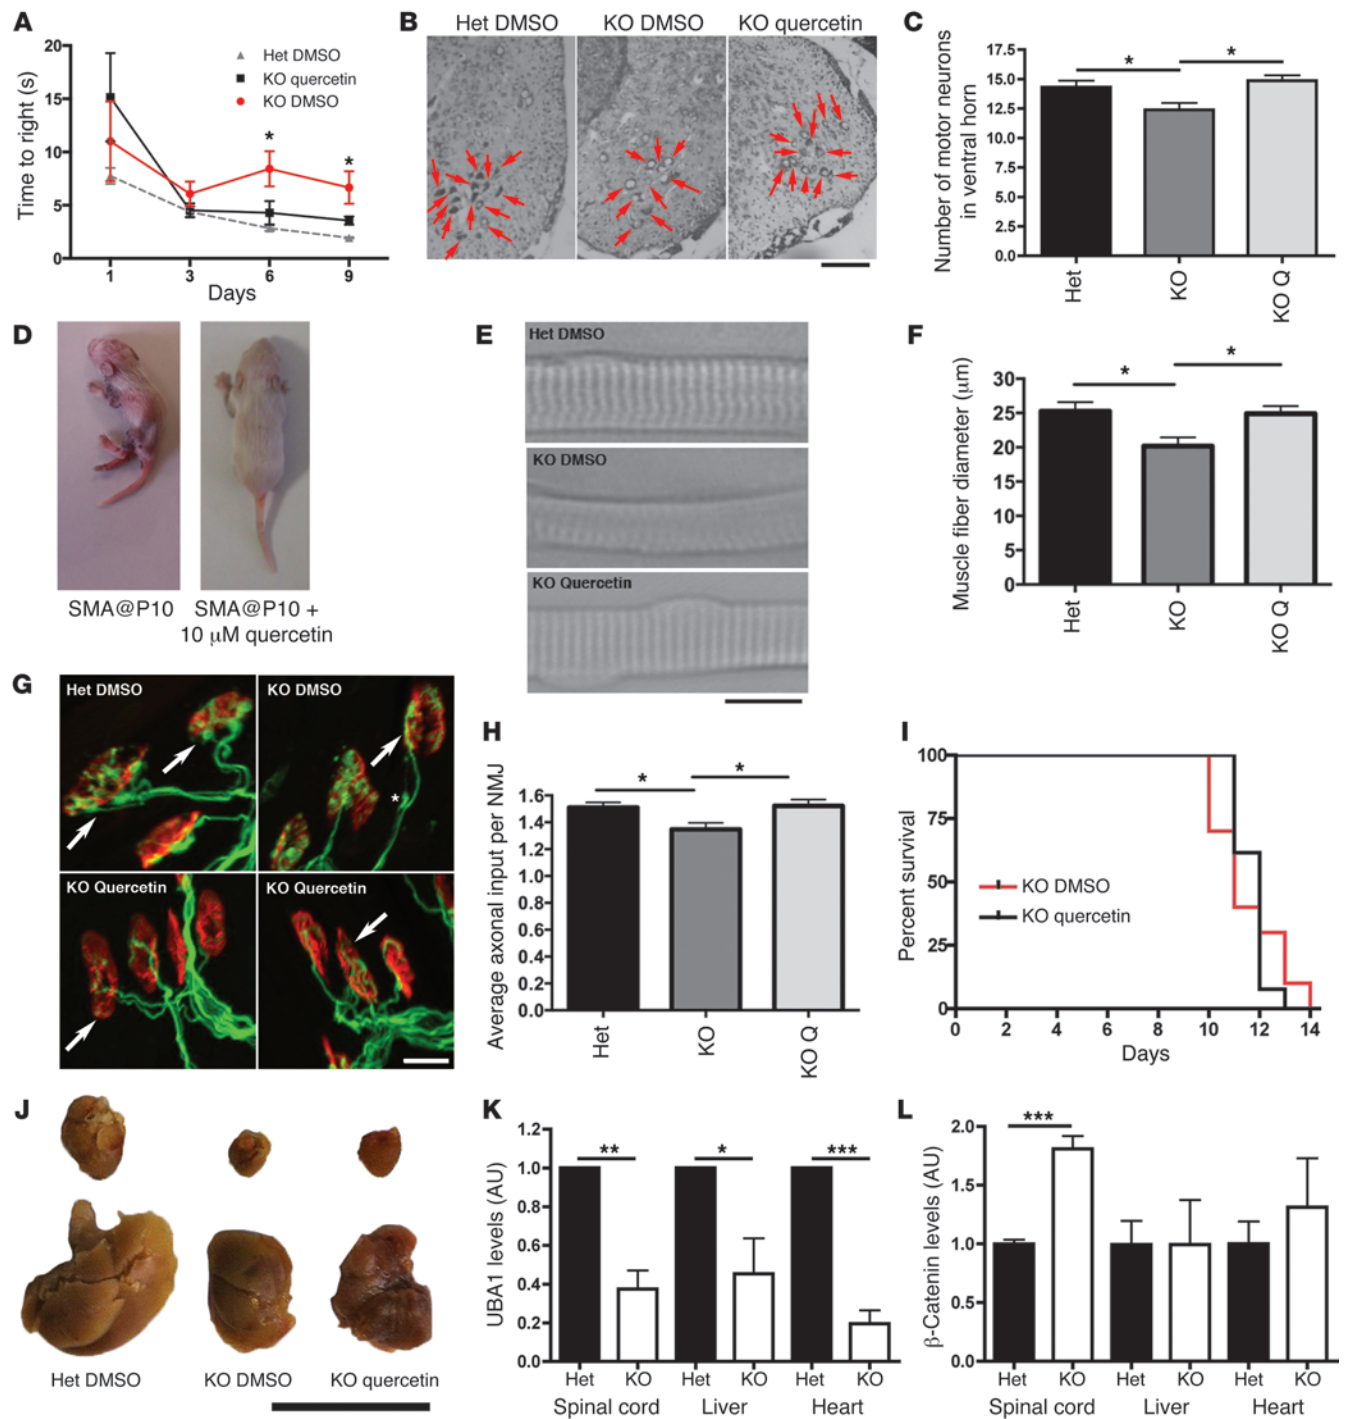 A
Time to right (s)
20
15
10
5
0
1
3
6
9
Days
Het DMSO
KO quercetin
KO DMSO
*
*
B
Het DMSO
KO DMSO
KO quercetin
C
Number of motor neurons
in ventral horn
17.5
15.0
12.5
10.0
7.5
5.0
2.5
0.0
*
*
Het
KO
KO Q
D
SMA@P10
SMA@P10 +
10 μM quercetin
E
Het DMSO
KO DMSO
KO Quercetin
F
Muscle fiber diameter (μm)
30
25
20
15
10
5
0
*
*
Het
KO
KO Q
G
Het DMSO
KO DMSO
*
KO Quercetin
KO Quercetin
H
Average axonal input per NMJ
1.6
1.4
1.2
1.0
0.8
0.6
0.4
0.2
0.0
*
*
Het
KO
KO Q
I
Percent survival
100
75
50
25
0
KO DMSO
KO quercetin
0
2
4
6
8
10
12
14
Days
J
Het DMSO
KO DMSO
KO quercetin
K
UBA1 levels (AU)
1.2
1.0
0.8
0.6
0.4
0.2
0.0
**
*
***
Het KO Het KO Het KO
Spinal cord Liver Heart
L
β-Catenin levels (AU)
2.0
1.5
1.0
0.5
0.0
***
Het KO Het KO Het KO
Spinal cord Liver Heart